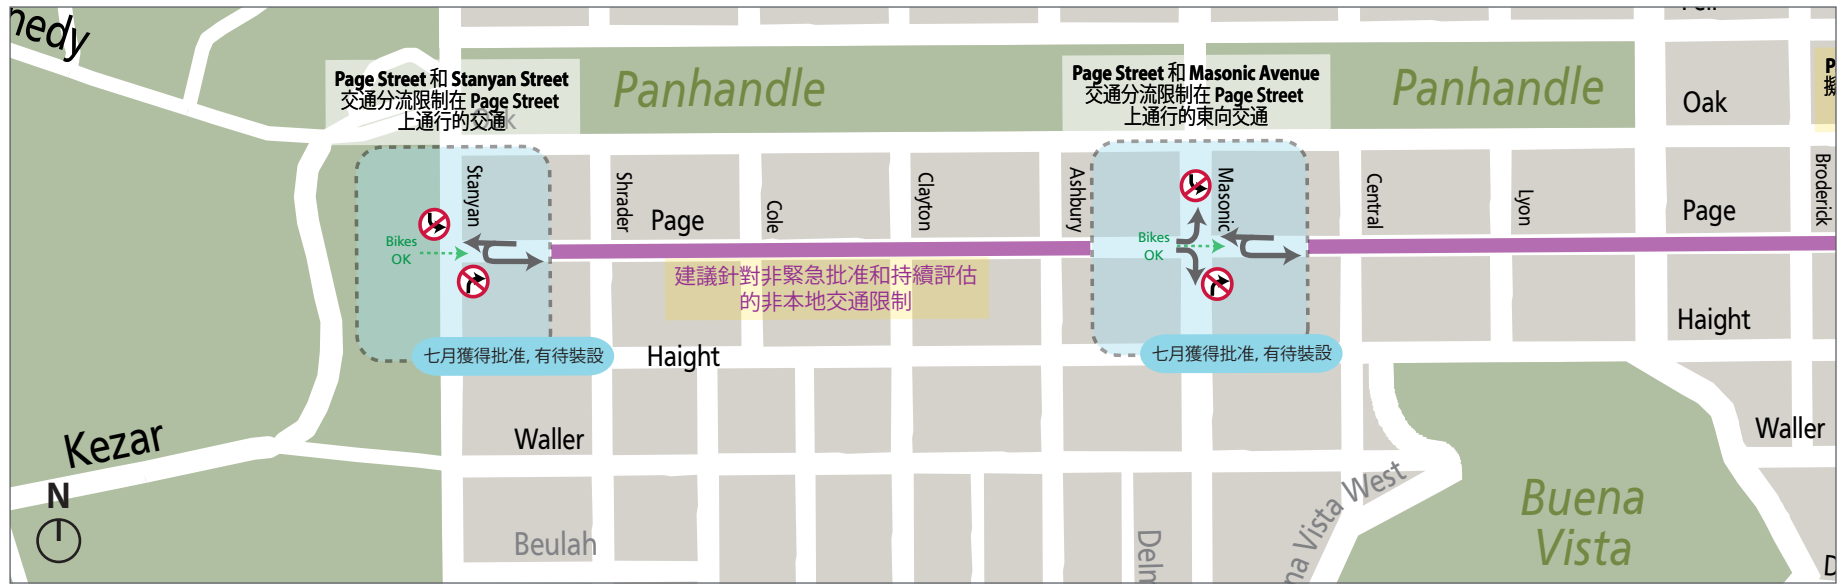 Page Street 和 Stanyan Street
交通分流限制在 Page Street
上通行的交通
Panhandle
Page Street 和 Masonic Avenue
交通分流限制在 Page Street
上通行的東向交通
Panhandle
Oak
Stanyan
Shrader
Page
Cole
Clayton
Ashbury
Masonic
Central
Lyon
Page
Broderick
Bikes
OK
Bikes
OK
建議針對非緊急批准和持續評估
的非本地交通限制
七月獲得批准, 有待裝設
Haight
七月獲得批准, 有待裝設
Haight
Kezar
Waller
Waller
N
Beulah
Buena
Vista